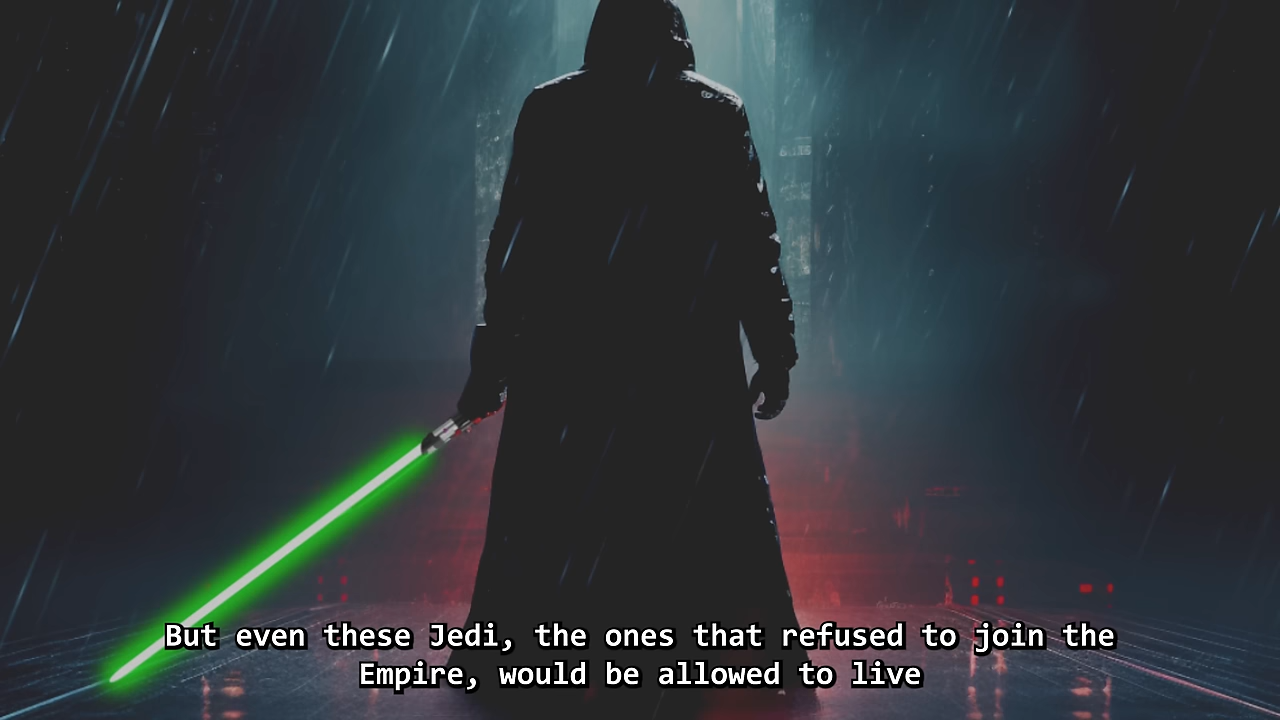 But even these Jedi, the ones that refused to join the
Empire, would be allowed to live